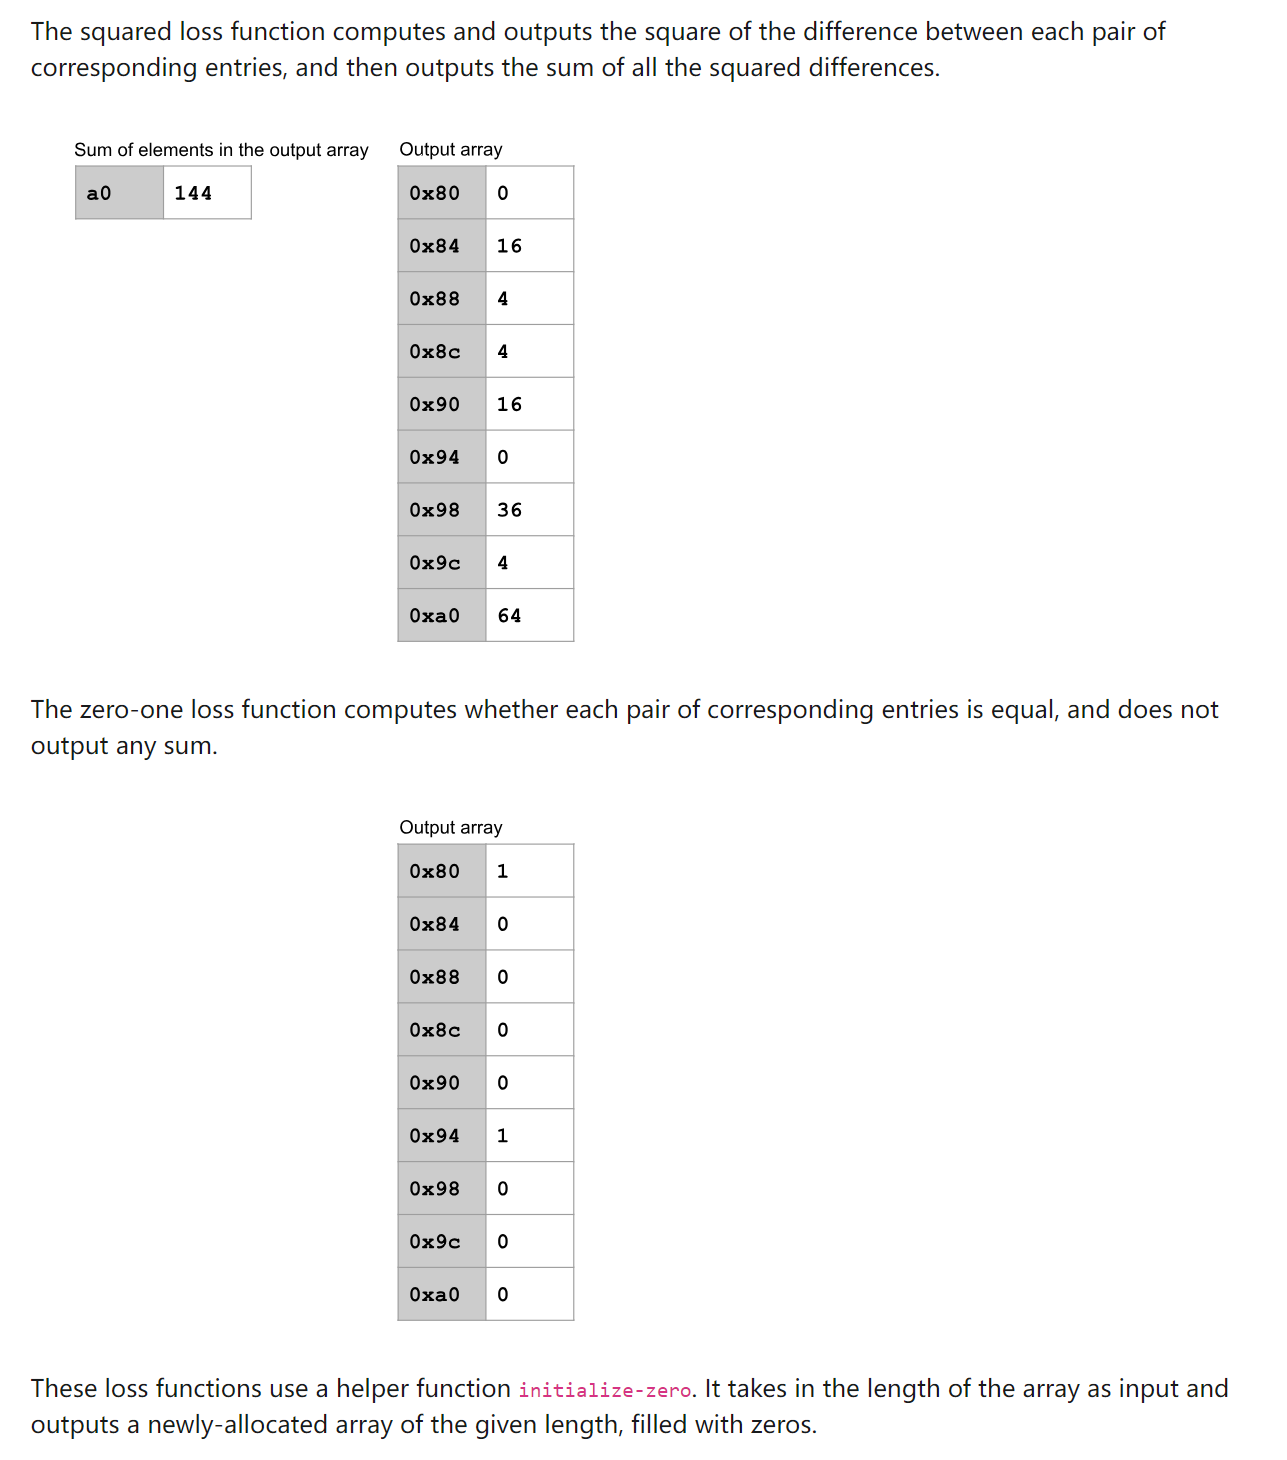 The squared loss function computes and outputs the square of the difference between each pair of
corresponding entries, and then outputs the sum of all the squared differences.
Sum of elements in the output array
a0 144
Output array
0x80 0
0x84 16
0x88 4
0x8c 4
0x90 16
0x94 0
0x98 36
0x9c 4
0xa0 64
The zero-one loss function computes whether each pair of corresponding entries is equal, and does not
output any sum.
Output array
0x80 1
0x84 0
0x88 0
0x8c 0
0x90 0
0x94 1
0x98 0
0x9c 0
0xa0 0
These loss functions use a helper function initialize-zero. It takes in the length of the array as input and
outputs a newly-allocated array of the given length, filled with zeros.